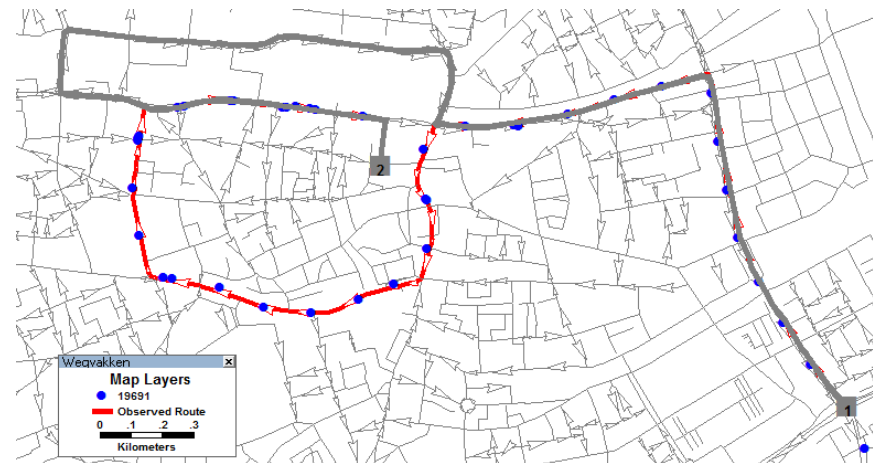 2
1
Wegvakken
Map Layers
19691
Observed Route
0 .1 .2 .3
Kilometers